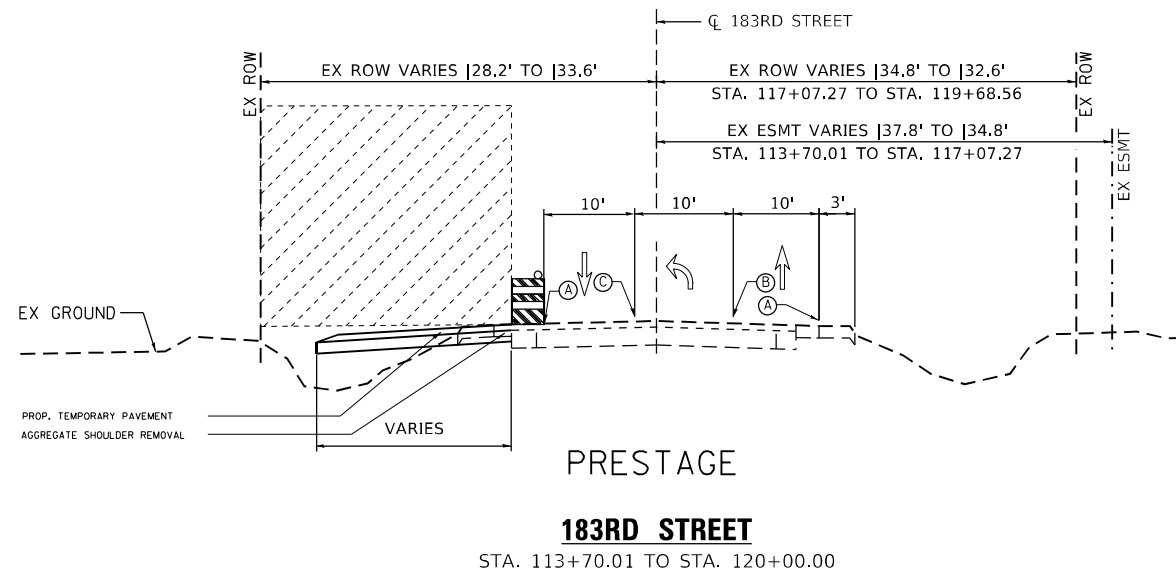 ℄ 183RD STREET
EX ROW
EX ROW VARIES |28.2' TO |33.6'
EX ROW VARIES |34.8' TO |32.6'
STA. 117+07.27 TO STA. 119+68.56
EX ROW
EX ESMT VARIES |37.8' TO |34.8'
STA. 113+70.01 TO STA. 117+07.27
EX ESMT
10'
10'
10'
3'
A
C
B
A
EX GROUND
PROP. TEMPORARY PAVEMENT
AGGREGATE SHOULDER REMOVAL
VARIES
PRESTAGE
183RD STREET
STA. 113+70.01 TO STA. 120+00.00